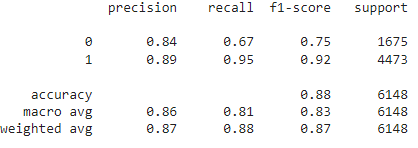 precision recall f1-score support
0 0.84 0.67 0.75 1675
1 0.89 0.95 0.92 4473
accuracy 0.88 6148
macro avg 0.86 0.81 0.83 6148
weighted avg 0.87 0.88 0.87 6148